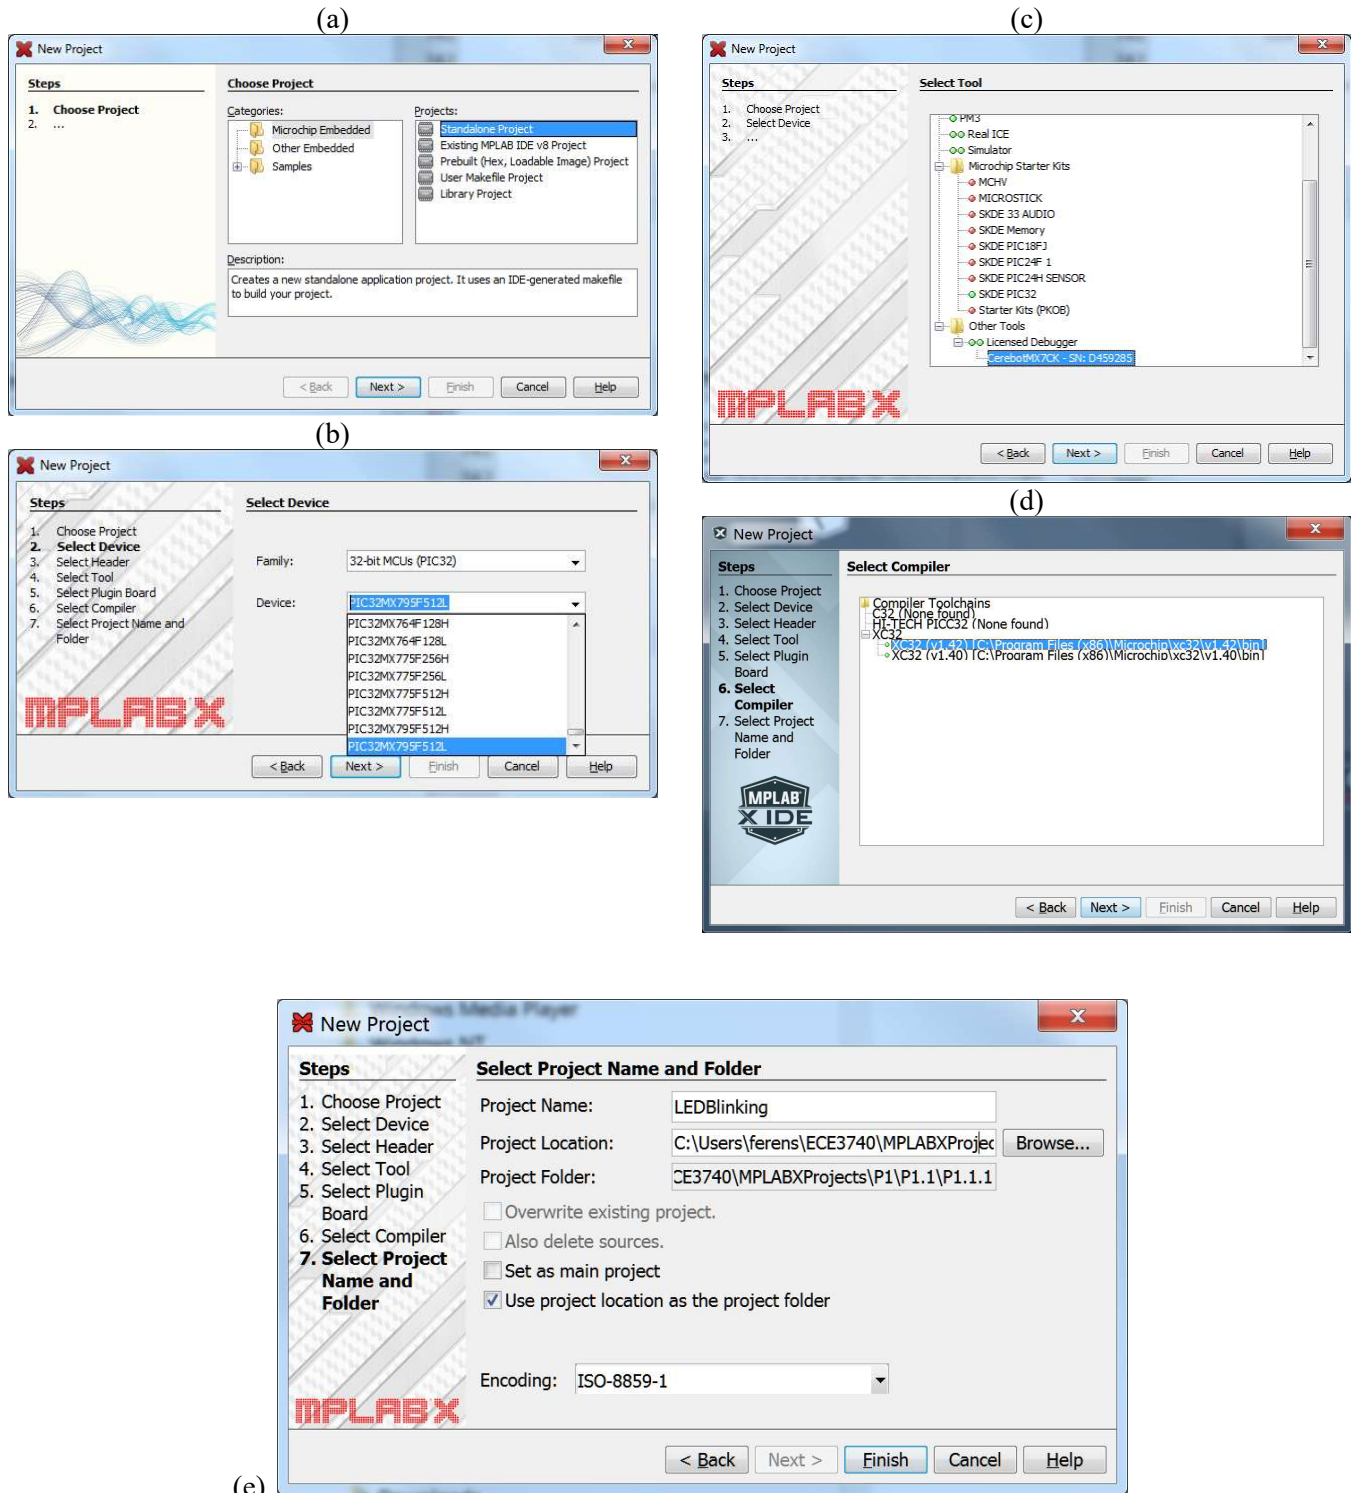 (a)
New Project
Steps
1. Choose Project
2. ...
Choose Project
Categories:
Microchip Embedded
Other Embedded
Samples
Projects:
Standalone Project
Existing MPLAB IDE v8 Project
Prebuilt (Hex, Loadable Image) Project
User Makefile Project
Library Project
Description:
Creates a new standalone application project. It uses an IDE-generated makefile
to build your project.
< Back
Next >
Finish
Cancel
Help
(b)
New Project
Steps
1. Choose Project
2. Select Device
3. Select Header
4. Select Tool
5. Select Plugin Board
6. Select Compiler
7. Select Project Name and
Folder
MPLAB X
Select Device
Family: 32-bit MCUs (PIC32)
Device: PIC32MX795F512L
PIC32MX764F128H
PIC32MX764F128L
PIC32MX775F256H
PIC32MX775F256L
PIC32MX775F512H
PIC32MX775F512L
PIC32MX795F512H
PIC32MX795F512L
< Back
Next >
Finish
Cancel
Help
(c)
New Project
Steps
1. Choose Project
2. Select Device
3. ...
MPLAB X
Select Tool
PM3
Real ICE
Simulator
Microchip Starter Kits
MCHV
MICROSTICK
SKDE 33 AUDIO
SKDE Memory
SKDE PIC18FJ
SKDE PIC24F 1
SKDE PIC24H SENSOR
SKDE PIC32
Starter Kits (PKOB)
Other Tools
Licensed Debugger
CerebotMX7CK - SN: D459285
< Back
Next >
Finish
Cancel
Help
(d)
New Project
Steps
1. Choose Project
2. Select Device
3. Select Header
4. Select Tool
5. Select Plugin
Board
6. Select
Compiler
7. Select Project
Name and
Folder
MPLAB
X IDE
Select Compiler
Compiler Toolchains
C32 (None found)
HI-TECH PICC32 (None found)
XC32
XC32 (v1.42) [C:\Program Files (x86)\Microchip\xc32\v1.42\bin]
XC32 (v1.40) [C:\Program Files (x86)\Microchip\xc32\v1.40\bin]
< Back
Next >
Finish
Cancel
Help
Windows Media Player
Windows NT
New Project
Steps
1. Choose Project
2. Select Device
3. Select Header
4. Select Tool
5. Select Plugin
Board
6. Select Compiler
7. Select Project
Name and
Folder
MPLAB X
Select Project Name and Folder
Project Name: LEDBlinking
Project Location: C:\Users\ferens\ECE3740\MPLABXProjec Browse...
Project Folder: CE3740\MPLABXProjects\P1\P1.1\P1.1.1
Overwrite existing project.
Also delete sources.
Set as main project
Use project location as the project folder
Encoding: ISO-8859-1
< Back
Next >
Finish
Cancel
Help
(e)